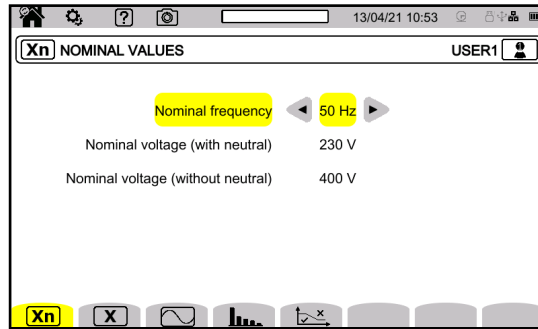 ?
13/04/21 10:53
Xn NOMINAL VALUES USER1
Nominal frequency 50 Hz
Nominal voltage (with neutral) 230 V
Nominal voltage (without neutral) 400 V
Xn X x